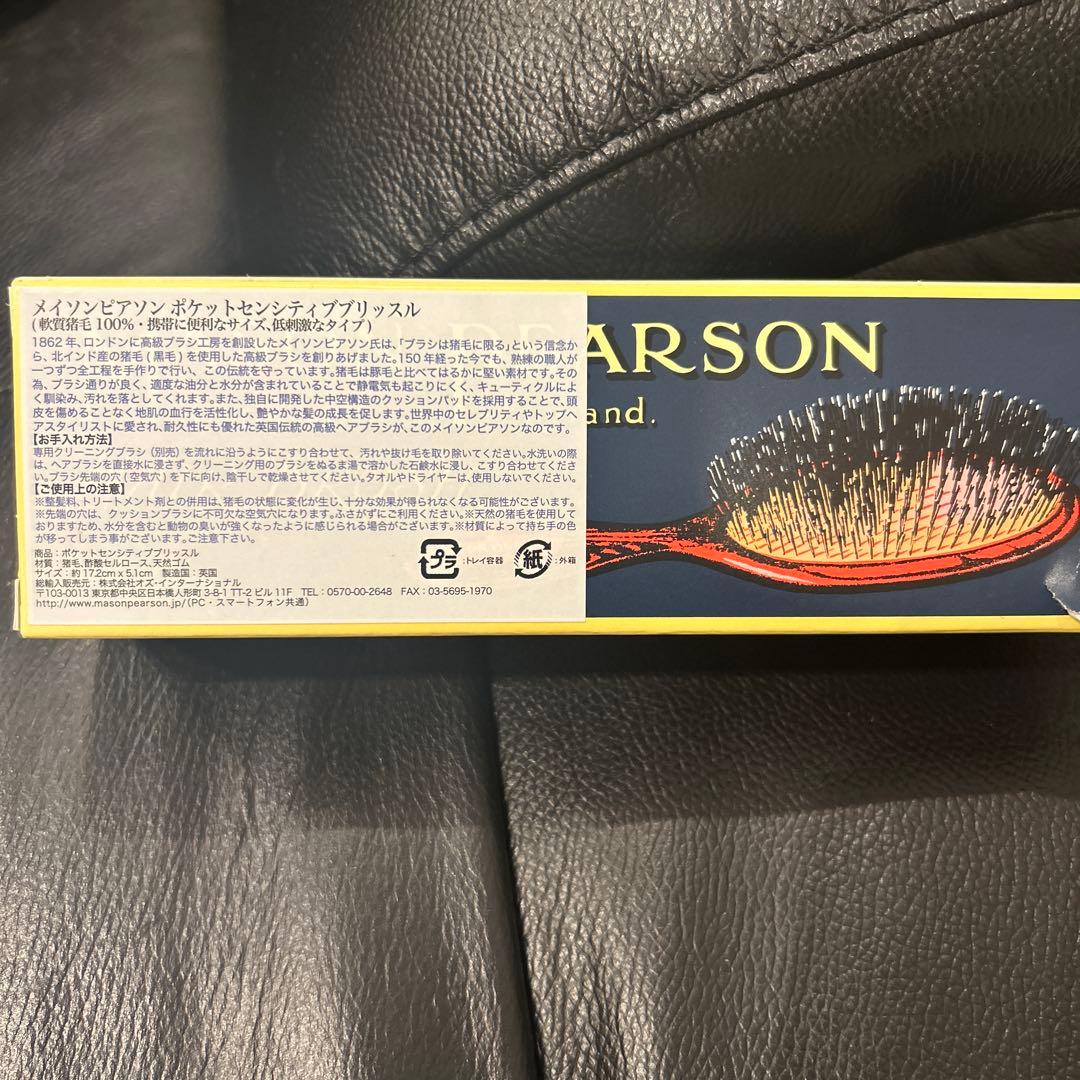 メイソンピアソン ポケットセンシティブブリッスル
(軟質猪毛100%・携帯に便利なサイズ、低刺激なタイプ)
1862年、ロンドンに高級ブラシ工房を創設したメイソンピアソン氏は、「ブラシは猪毛に限る」という信念か
ら、北インド産の猪毛(黒毛)を使用した高級ブラシを創りあげました。150年経った今でも、熟練の職人が
一つずつ全工程を手作りで行い、この伝統を守っています。猪毛は豚毛と比べてはるかに堅い素材です。その
為、ブラシ通りが良く、適度な油分と水分が含まれていることで静電気も起こりにくく、キューティクルによ
く馴染み、汚れを落としてくれます。また、独自に開発した中空構造のクッションパッドを採用することで、頭
皮を傷めることなく地肌の血行を活性化し、艶やかな髪の成長を促します。世界中のセレブリティやトップヘ
アスタイリストに愛され、耐久性にも優れた英国伝統の高級ヘアブラシが、このメイソンピアソンなのです。
【お手入れ方法】
専用クリーニングブラシ(別売)を流れに沿うようにこすり合わせて、汚れや抜け毛を取り除いてください。水洗いの際
は、ヘアブラシを直接水に浸さず、クリーニング用のブラシをぬるま湯で溶かした石鹸水に浸し、こすり合わせてくださ
い。ブラシ先端の穴(空気穴)を下に向け、陰干しで乾燥させてください。タオルやドライヤーは、使用しないでください。
【ご使用上の注意】
※整髪料、トリートメント剤との併用は、猪毛の状態に変化が生じ、十分な効果が得られなくなる可能性がございます。
※先端の穴は、クッションブラシに不可欠な空気穴になります。ふさがずにご利用ください。※天然の猪毛を使用して
おりますため、水分を含むと動物の臭いが強くなったように感じられる場合がございます。※材質によって持ち手の色
が移ってしまう事がございます。ご注意下さい。
商品:ポケットセンシティブブリッスル
材質:猪毛、酢酸セルロース、天然ゴム
サイズ:約17.2cm x 5.1cm 製造国:英国
総輸入販売元:株式会社オズ・インターナショナル
〒103-0013 東京都中央区日本橋人形町3-8-1 TT-2ビル11F TEL:0570-00-2648 FAX:03-5695-1970
http://www.masonpearson.jp/(PC・スマートフォン共通)
プラ:トレイ容器 紙:外箱
PEARSON
and.